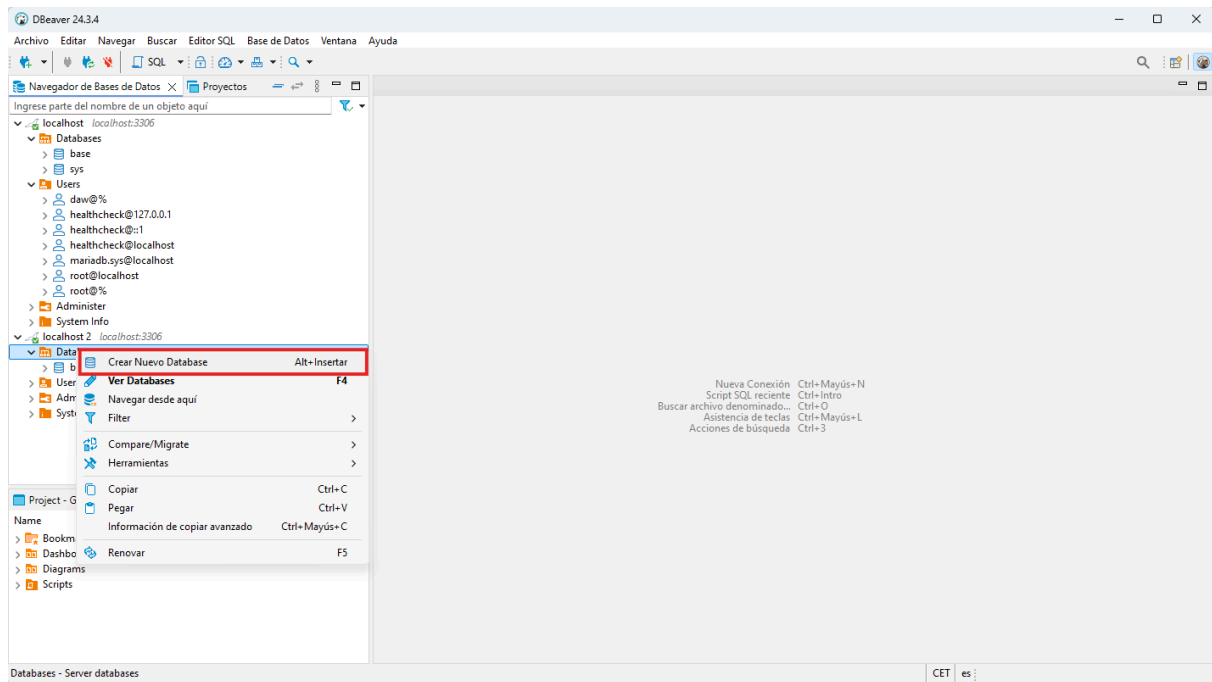 DBeaver 24.3.4
Archivo Editar Navegar Buscar Editor SQL Base de Datos Ventana Ayuda
SQL
Navegador de Bases de Datos Proyectos
Ingrese parte del nombre de un objeto aquí
localhost localhost:3306
Databases
base
sys
Users
daw@%
healthcheck@127.0.0.1
healthcheck@::1
healthcheck@localhost
mariadb.sys@localhost
root@localhost
root@%
Administer
System Info
localhost 2 localhost:3306
Data
Crear Nuevo Database Alt+Insertar
b
User
Ver Databases F4
Adm
Navegar desde aquí
Syst
Filter
Compare/Migrate
Herramientas
Copiar Ctrl+C
Pegar Ctrl+V
Información de copiar avanzado Ctrl+Mayús+C
Renovar F5
Nueva Conexión Ctrl+Mayús+N
Script SQL reciente Ctrl+Intro
Buscar archivo denominado... Ctrl+O
Asistencia de teclas Ctrl+Mayús+L
Acciones de búsqueda Ctrl+3
Project - G
Name
Bookm
Dashbo
Diagrams
Scripts
Databases - Server databases
CET es